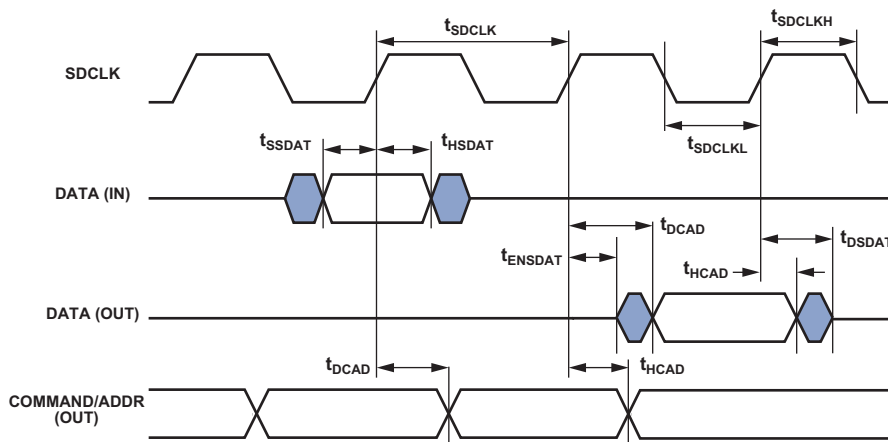 tSDCLK
tSDCLKH
SDCLK
tSSDAT
tHSDAT
tSDCLKL
DATA (IN)
tDCAD
tDSDAT
tENSDAT
tHCAD
DATA (OUT)
tDCAD
tHCAD
COMMAND/ADDR
(OUT)